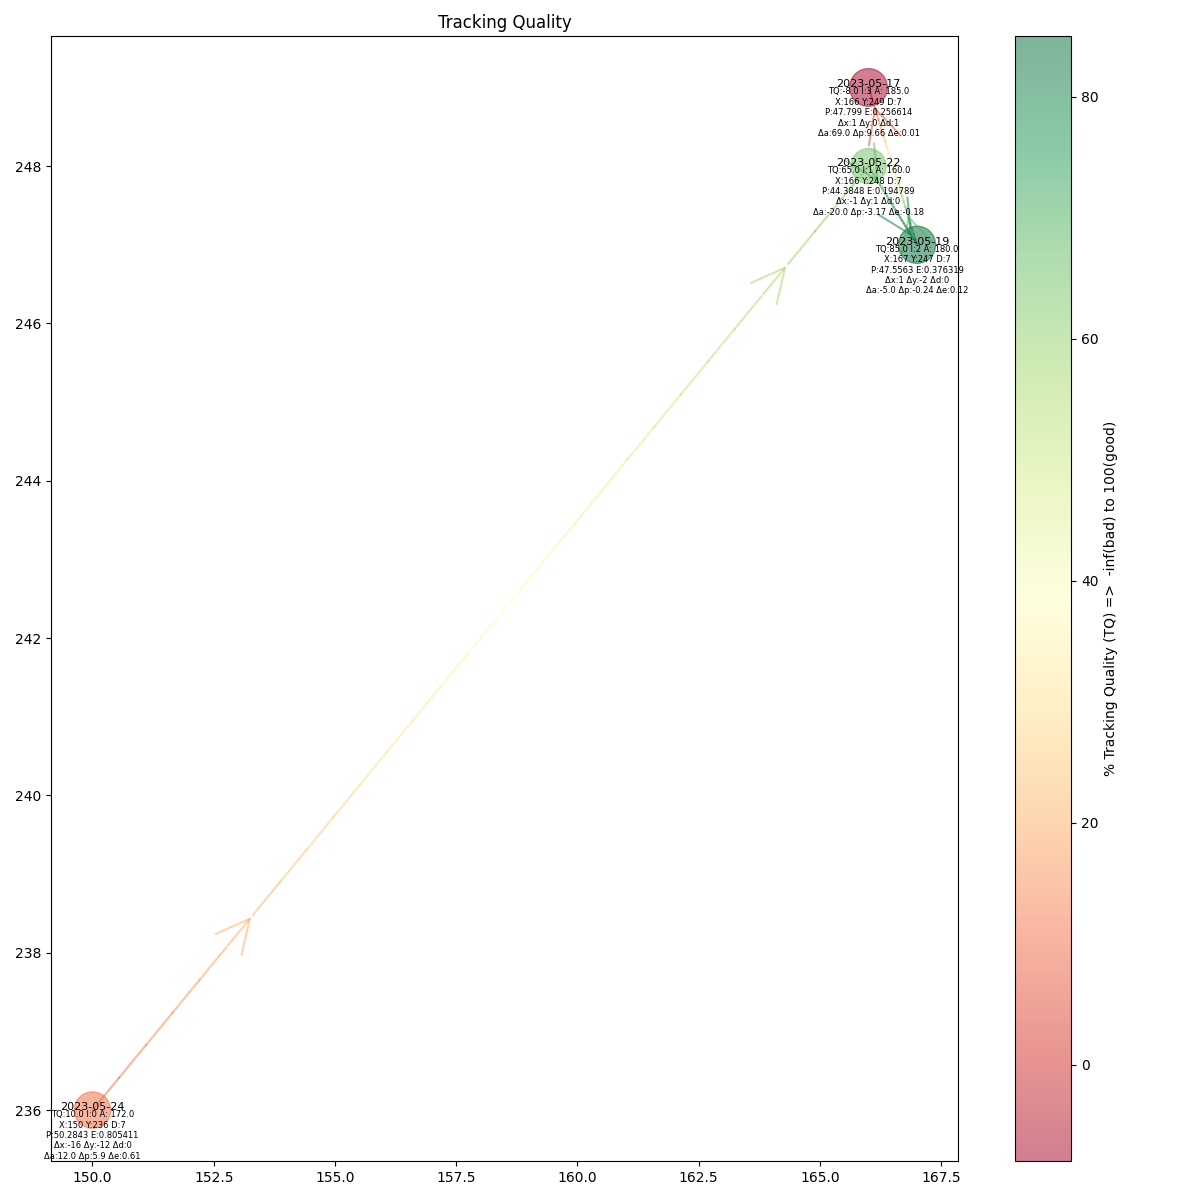 Tracking Quality
2023-05-17
TQ:-8.0 I:3 A: 185.0
X:166 Y:249 D:7
P:47.799 E:0.256614
Δx:1 Δy:0 Δd:1
Δa:69.0 Δp:9.66 Δe:0.01
2023-05-22
TQ:65.0 I:1 A: 160.0
X:166 Y:248 D:7
P:44.3848 E:0.194789
Δx:-1 Δy:1 Δd:0
Δa:-20.0 Δp:-3.17 Δe:-0.18
2023-05-19
TQ:85.0 I:2 A: 180.0
X:167 Y:247 D:7
P:47.5563 E:0.376319
Δx:1 Δy:-2 Δd:0
Δa:-5.0 Δp:-0.24 Δe:0.12
2023-05-24
TQ:10.0 I:0 A: 172.0
X:150 Y:236 D:7
P:50.2843 E:0.805411
Δx:-16 Δy:-12 Δd:0
Δa:12.0 Δp:5.9 Δe:0.61
248
246
244
242
240
238
236
150.0 152.5 155.0 157.5 160.0 162.5 165.0 167.5
80
60
40
20
0
% Tracking Quality (TQ) => -inf(bad) to 100(good)